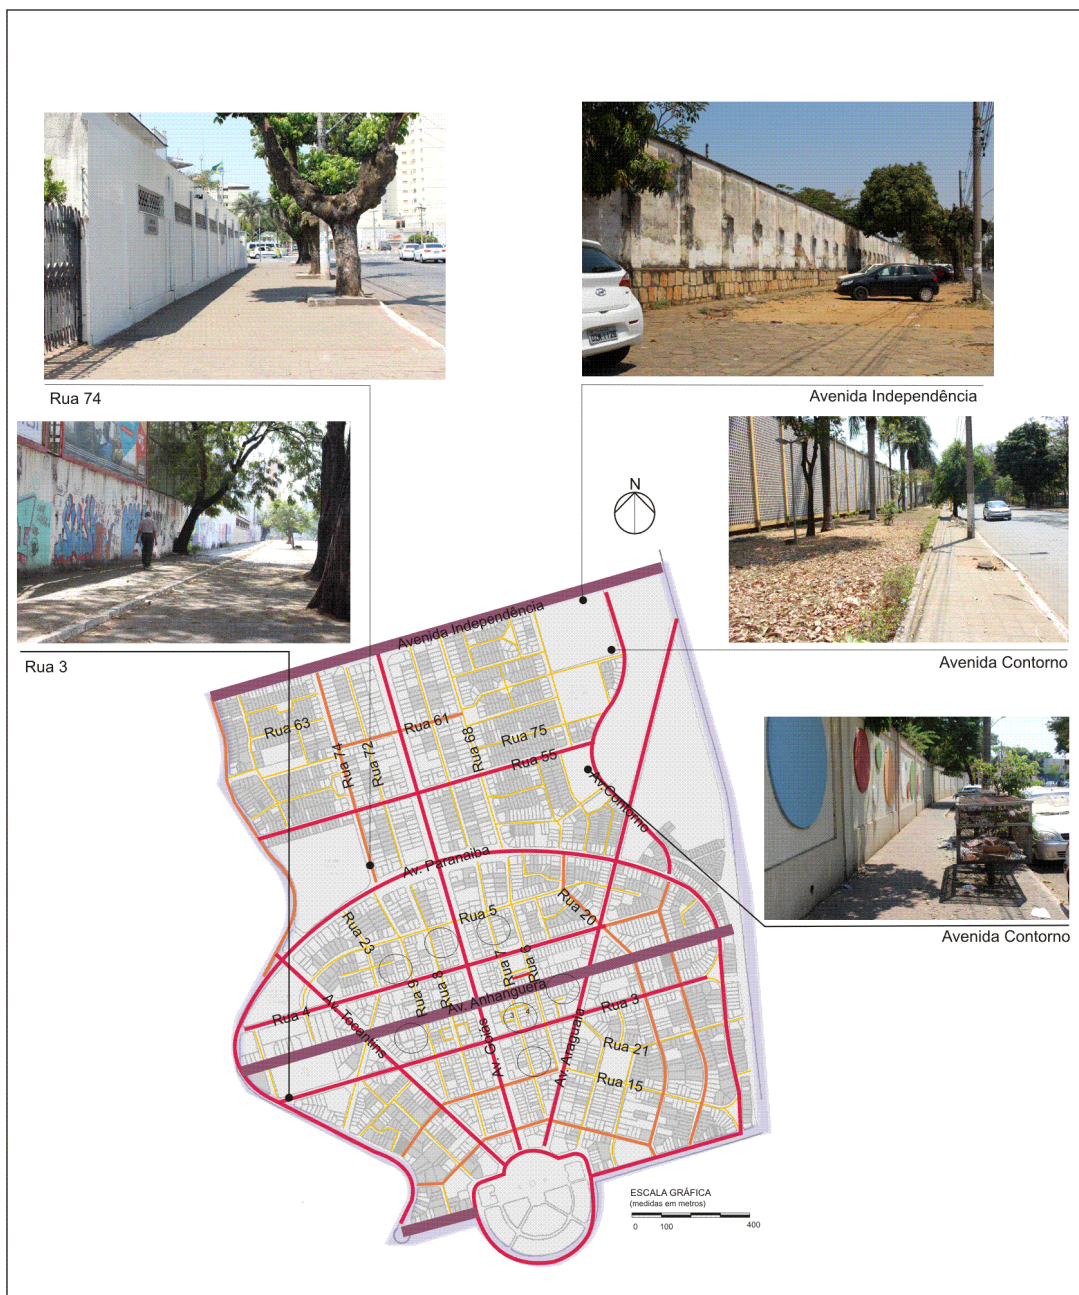 Rua 74
Avenida Independência
Rua 3
Avenida Contorno
Avenida Contorno
N
Avenida Independência
Rua 63
Rua 61
Rua 74
Rua 72
Rua 68
Rua 75
Rua 55
Av.Contorno
Av. Paranaiba
Rua 5
Rua 20
Rua 23
Rua 9
Rua 8
Rua 7
Rua 6
Av. Anhanguera
Rua 4
Rua 3
Av. Tocantins
Av. Goiás
Av. Araguaia
Rua 21
Rua 15
ESCALA GRÁFICA
(medidas em metros)
0 100 400